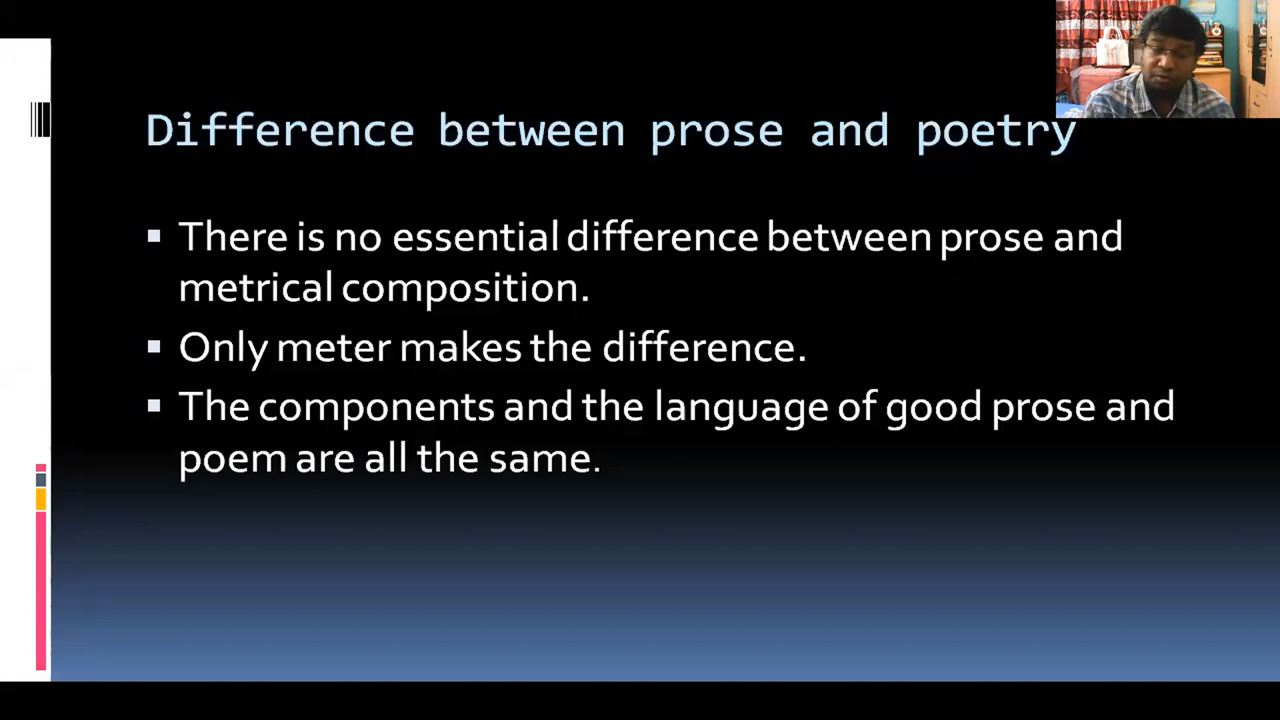 Difference between prose and poetry
▪ There is no essential difference between prose and
metrical composition.
▪ Only meter makes the difference.
▪ The components and the language of good prose and
poem are all the same.